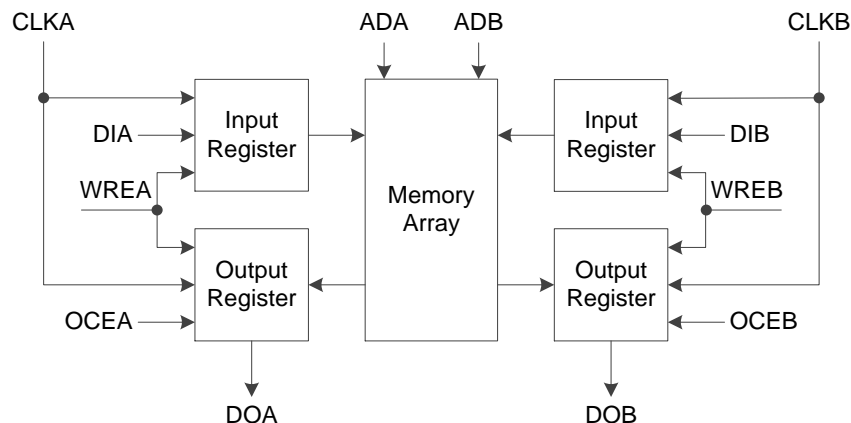 CLKA
ADA
ADB
CLKB
Input
Register
Input
Register
DIA
DIB
WREA
Memory
Array
WREB
Output
Register
Output
Register
OCEA
OCEB
DOA
DOB